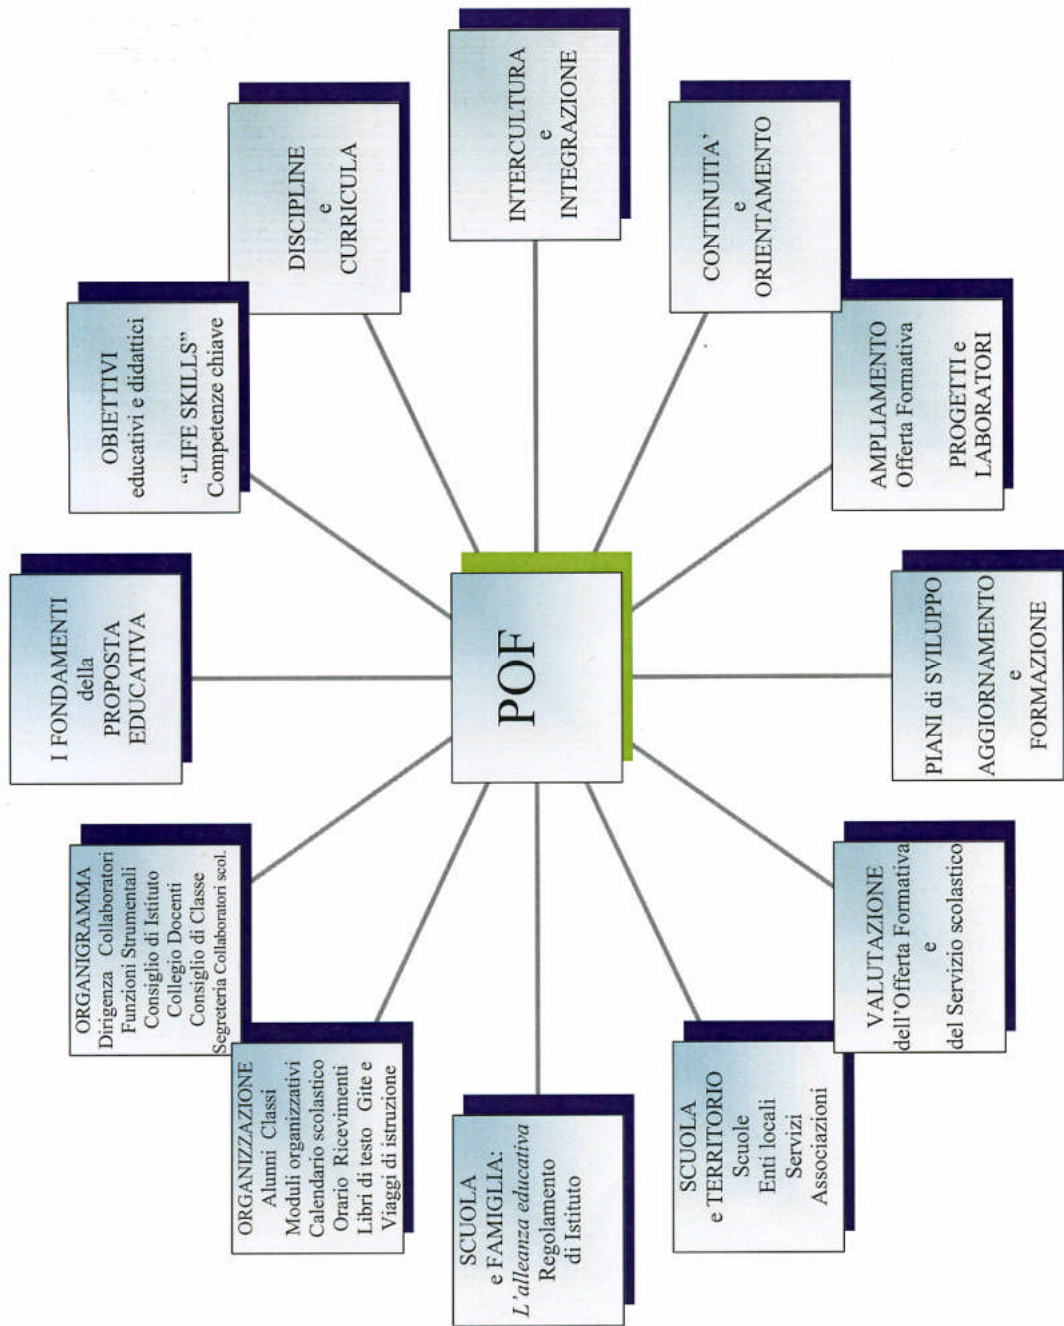 I FONDAMENTI
della
PROPOSTA
EDUCATIVA
OBIETTIVI
educativi e didattici
“LIFE SKILLS”
Competenze chiave
DISCIPLINE
e
CURRICULA
INTERCULTURA
e
INTEGRAZIONE
CONTINUITA’
e
ORIENTAMENTO
AMPLIAMENTO
Offerta Formativa
PROGETTI e
LABORATORI
PIANI di SVILUPPO
AGGIORNAMENTO
e
FORMAZIONE
VALUTAZIONE
dell’Offerta Formativa
e
del Servizio scolastico
SCUOLA
e TERRITORIO
Scuole
Enti locali
Servizi
Associazioni
SCUOLA
e FAMIGLIA:
L’alleanza educativa
Regolamento
di Istituto
ORGANIZZAZIONE
Alunni Classi
Moduli organizzativi
Calendario scolastico
Orario Ricevimenti
Libri di testo Gite e
Viaggi di istruzione
ORGANIGRAMMA
Dirigenza Collaboratori
Funzioni Strumentali
Consiglio di Istituto
Collegio Docenti
Consiglio di Classe
Segreteria Collaboratori scol.
POF